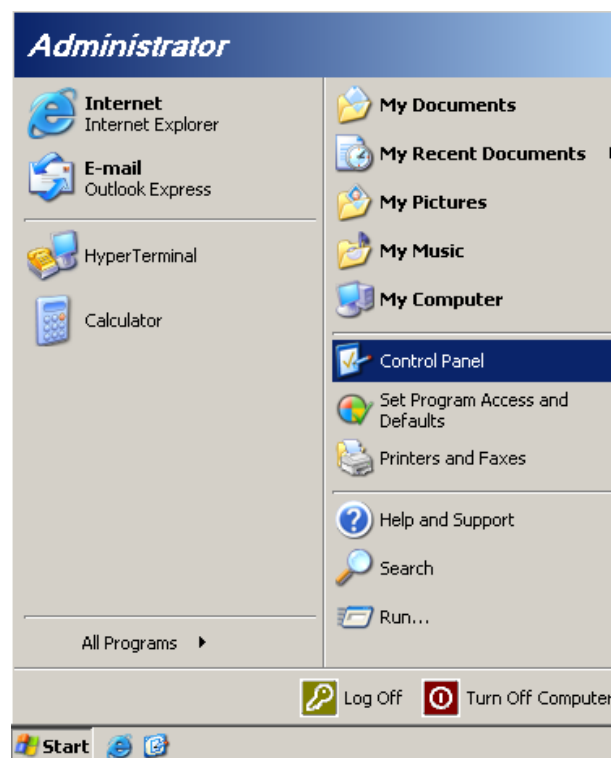 Administrator
Internet
Internet Explorer
E-mail
Outlook Express
HyperTerminal
Calculator
All Programs
My Documents
My Recent Documents
My Pictures
My Music
My Computer
Control Panel
Set Program Access and
Defaults
Printers and Faxes
Help and Support
Search
Run...
Log Off
Turn Off Computer
Start